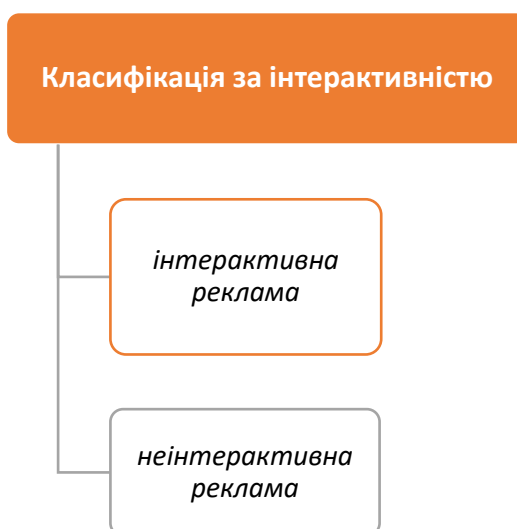 Класифікація за інтерактивністю
інтерактивна
реклама
неінтерактивна
реклама